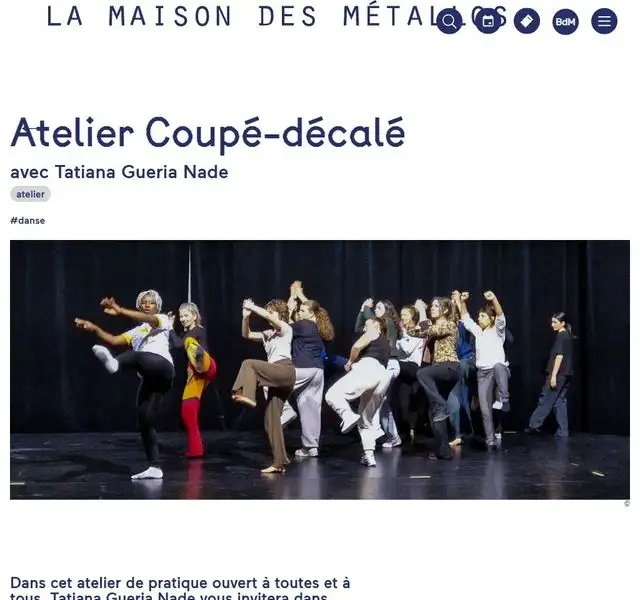 LA MAISON DES MÉTALLOS
BdM
Atelier Coupé-décalé
avec Tatiana Gueria Nade
atelier
#danse
©
Dans cet atelier de pratique ouvert à toutes et à
tous, Tatiana Gueria Nade vous invitera dans